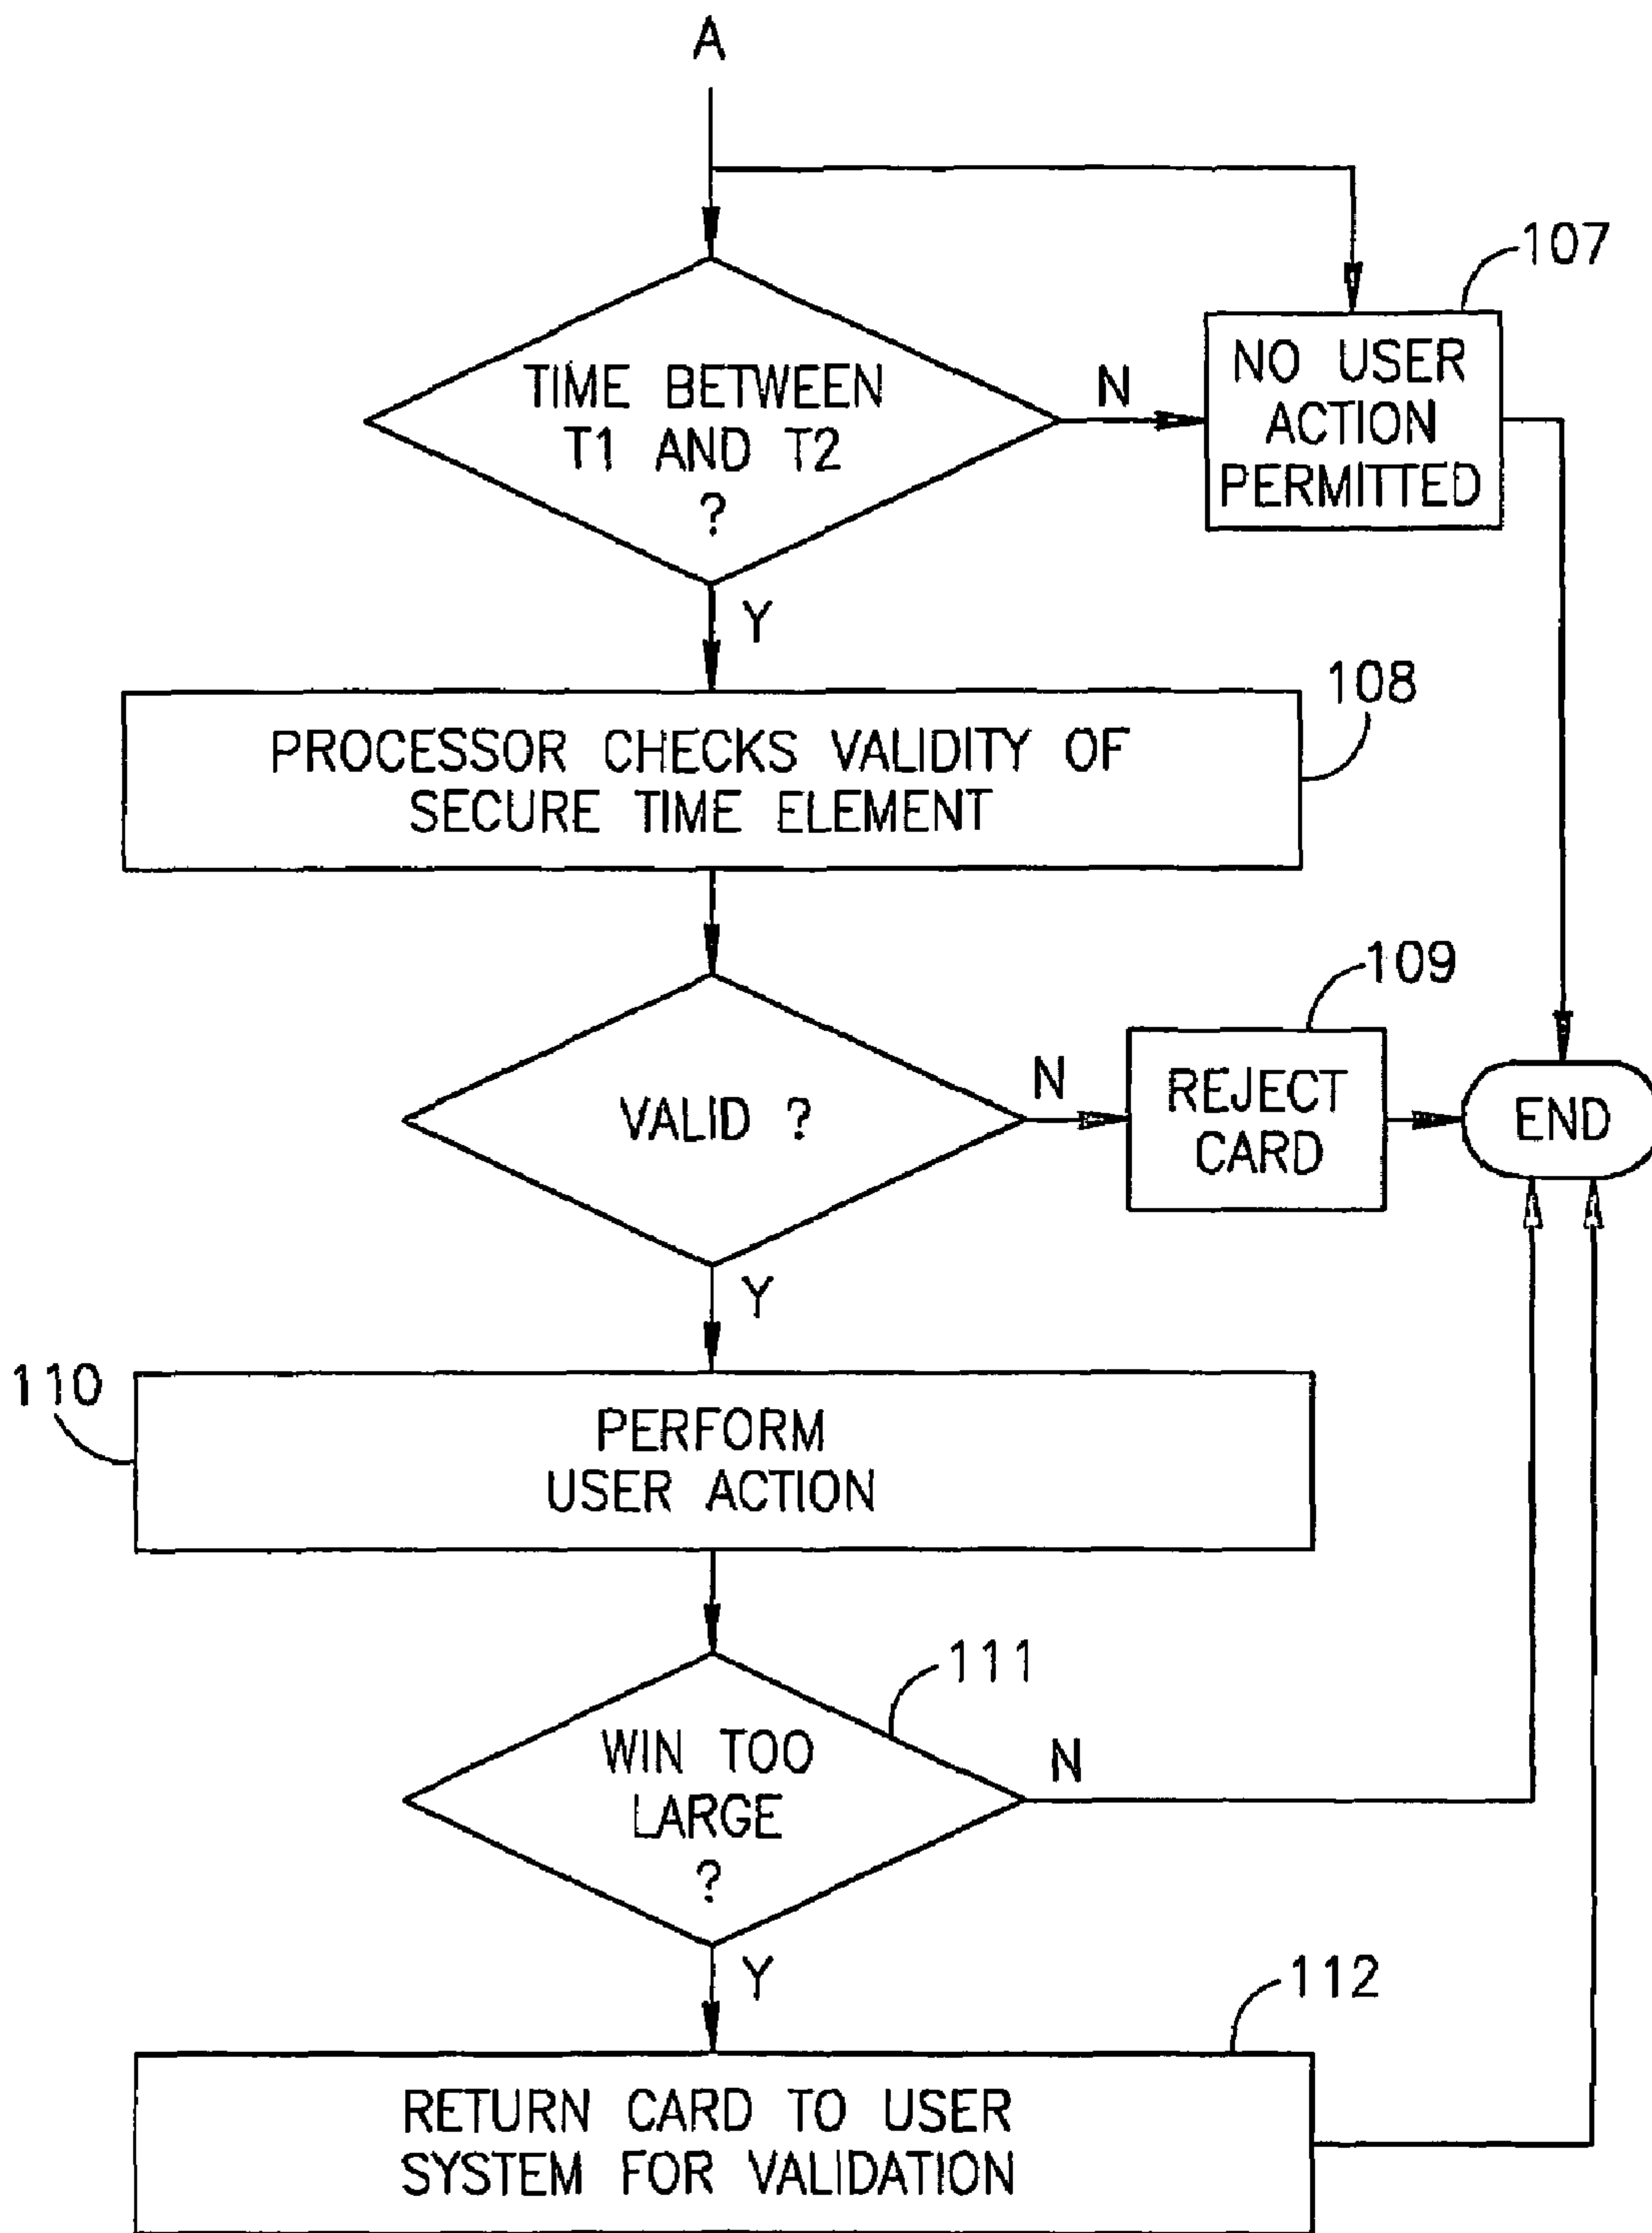 A
107
TIME BETWEEN
T1 AND T2
?
N
NO USER
ACTION
PERMITTED
Y
108
PROCESSOR CHECKS VALIDITY OF
SECURE TIME ELEMENT
109
VALID ?
N
REJECT
CARD
END
Y
110
PERFORM
USER ACTION
111
WIN TOO
LARGE
?
N
Y
112
RETURN CARD TO USER
SYSTEM FOR VALIDATION